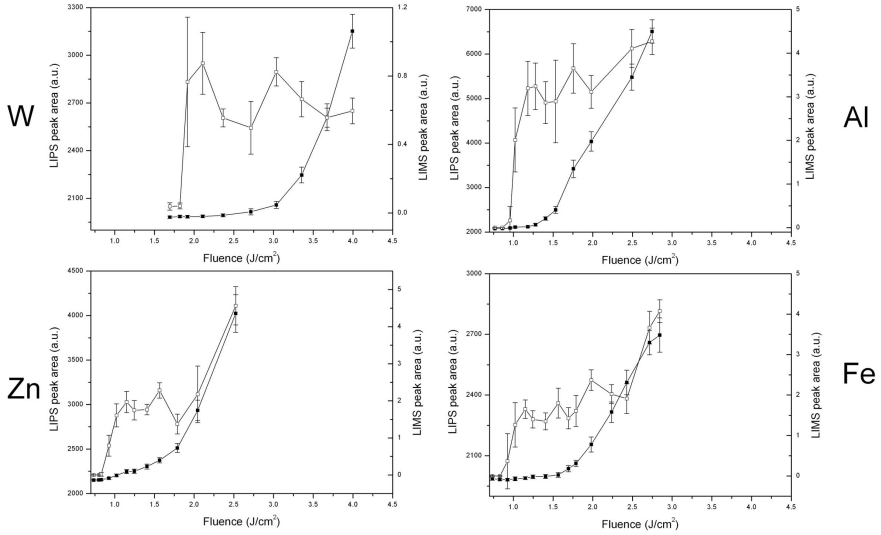 W
3300
3000
2700
2400
2100
1.2
0.8
0.4
0.0
1.0 1.5 2.0 2.5 3.0 3.5 4.0 4.5
LIPS peak area (a.u.)
LIMS peak area (a.u.)
Fluence (J/cm²)
Al
7000
6000
5000
4000
3000
2000
5
4
3
2
1
0
1.0 1.5 2.0 2.5 3.0 3.5 4.0 4.5
LIPS peak area (a.u.)
LIMS peak area (a.u.)
Fluence (J/cm²)
Zn
4500
4000
3500
3000
2500
2000
5
4
3
2
1
0
1.0 1.5 2.0 2.5 3.0 3.5 4.0 4.5
LIPS peak area (a.u.)
LIMS peak area (a.u.)
Fluence (J/cm²)
Fe
3000
2700
2400
2100
5
4
3
2
1
0
1.0 1.5 2.0 2.5 3.0 3.5 4.0 4.5
LIPS peak area (a.u.)
LIMS peak area (a.u.)
Fluence (J/cm²)